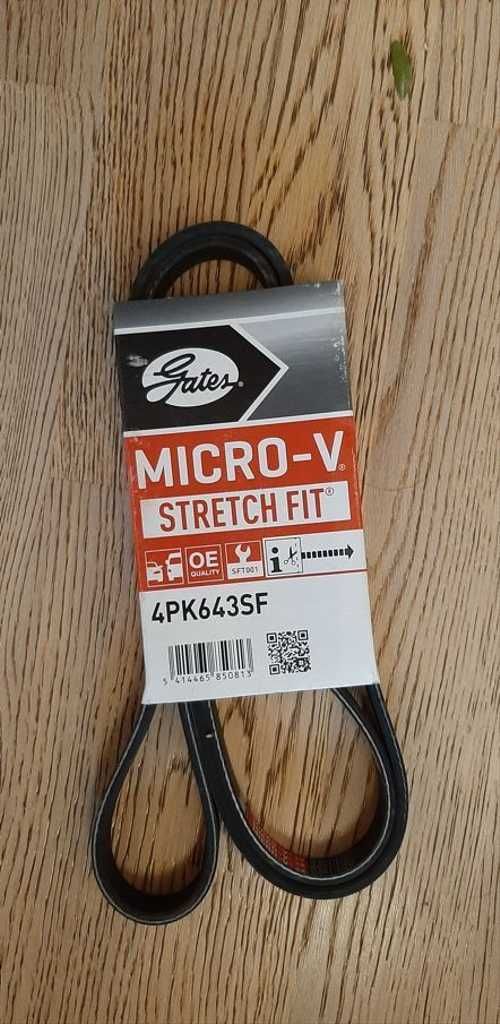 Gates®
MICRO-V®
STRETCH FIT®
OE
QUALITY
SFT001
i
4PK643SF
5 414465 850813